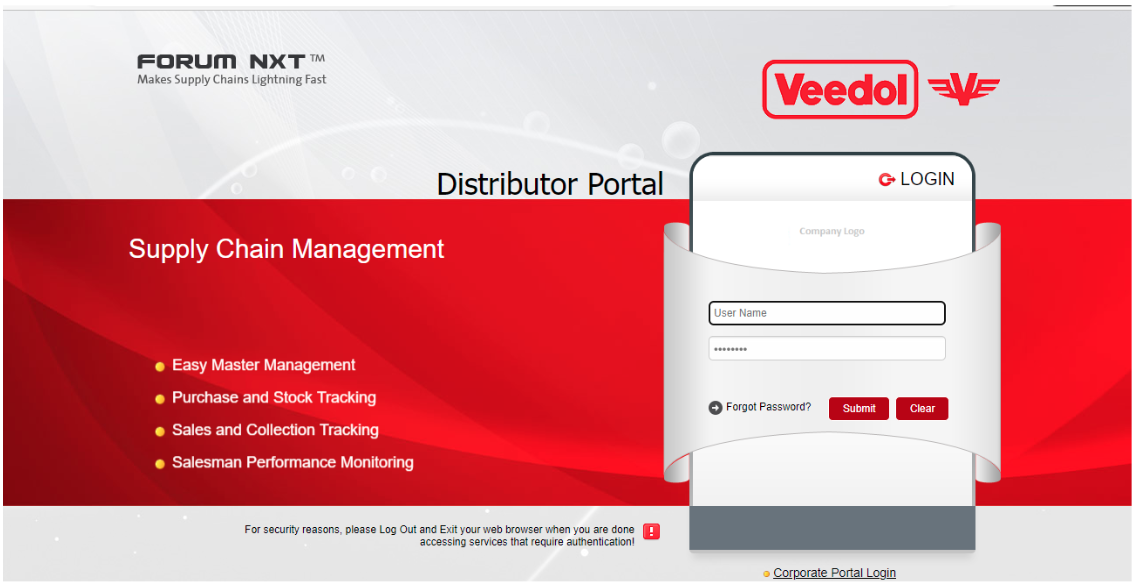 FORUM NXT™
Makes Supply Chains Lightning Fast
Veedol
Distributor Portal
LOGIN
Company Logo
Supply Chain Management
User Name
••••••••
Easy Master Management
Purchase and Stock Tracking
Sales and Collection Tracking
Salesman Performance Monitoring
Forgot Password?
Submit
Clear
For security reasons, please Log Out and Exit your web browser when you are done
accessing services that require authentication!
Corporate Portal Login